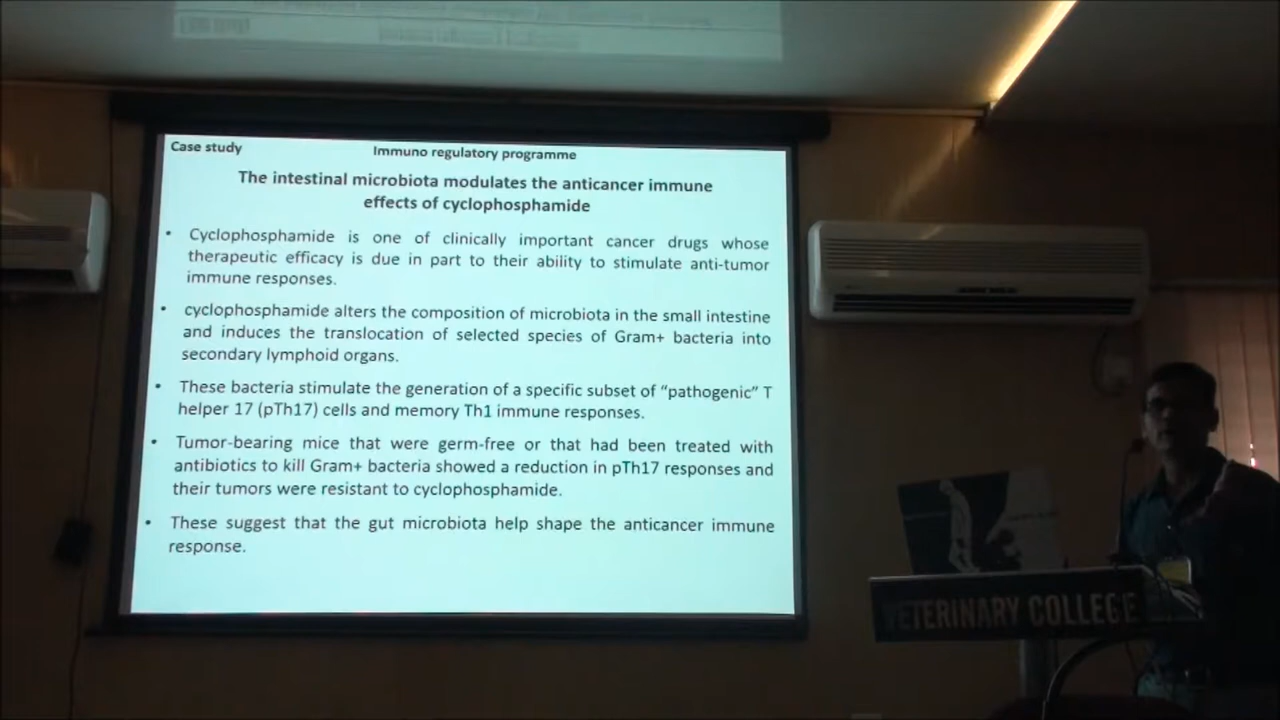 Case study
Immuno regulatory programme
The intestinal microbiota modulates the anticancer immune
effects of cyclophosphamide
• Cyclophosphamide is one of clinically important cancer drugs whose
therapeutic efficacy is due in part to their ability to stimulate anti-tumor
immune responses.
• cyclophosphamide alters the composition of microbiota in the small intestine
and induces the translocation of selected species of Gram+ bacteria into
secondary lymphoid organs.
• These bacteria stimulate the generation of a specific subset of “pathogenic” T
helper 17 (pTh17) cells and memory Th1 immune responses.
• Tumor-bearing mice that were germ-free or that had been treated with
antibiotics to kill Gram+ bacteria showed a reduction in pTh17 responses and
their tumors were resistant to cyclophosphamide.
• These suggest that the gut microbiota help shape the anticancer immune
response.
VETERINARY COLLEGE